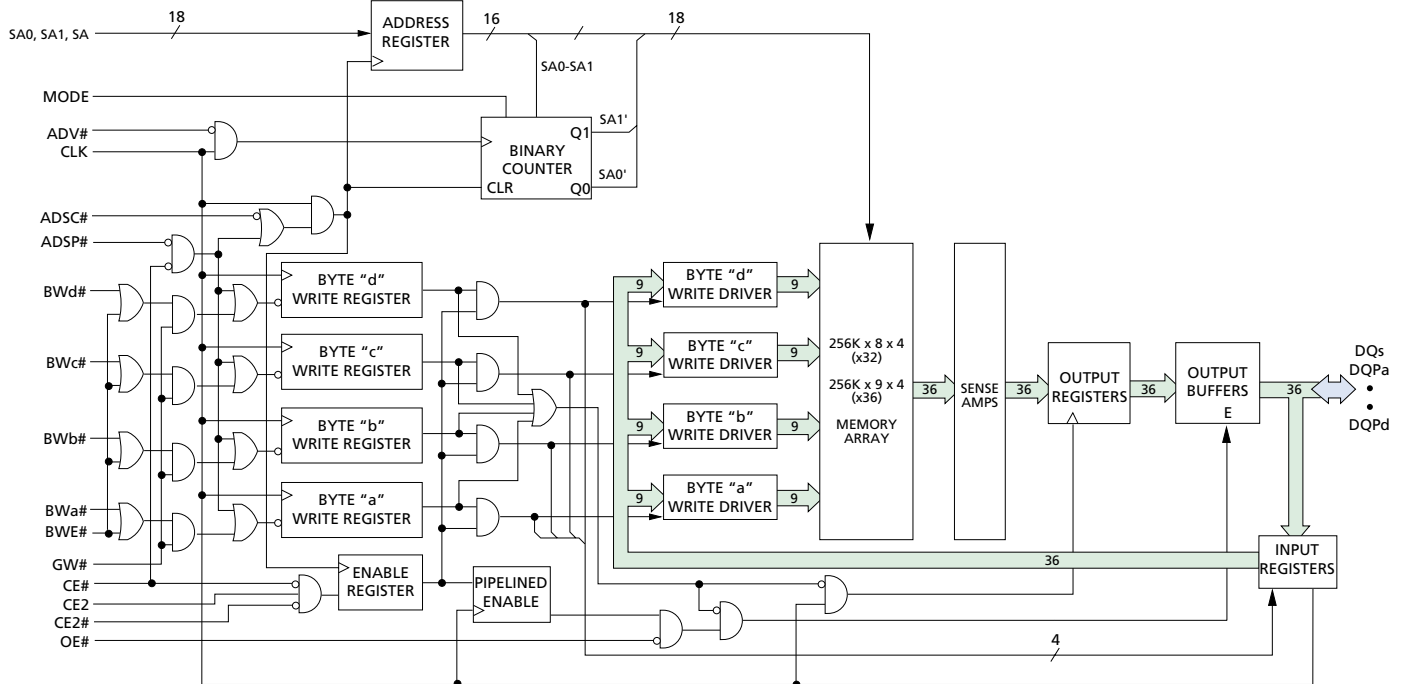 18
SA0, SA1, SA
ADDRESS
REGISTER
16
18
SA0-SA1
MODE
ADV#
CLK
BINARY
COUNTER
CLR
Q1
Q0
SA1'
SA0'
ADSC#
ADSP#
BWd#
BWc#
BWb#
BWa#
BWE#
GW#
CE#
CE2
CE2#
OE#
BYTE “d”
WRITE REGISTER
BYTE “c”
WRITE REGISTER
BYTE “b”
WRITE REGISTER
BYTE “a”
WRITE REGISTER
ENABLE
REGISTER
PIPELINED
ENABLE
9
BYTE “d”
WRITE DRIVER
9
9
BYTE “c”
WRITE DRIVER
9
9
BYTE “b”
WRITE DRIVER
9
9
BYTE “a”
WRITE DRIVER
9
256K x 8 x 4
(x32)
256K x 9 x 4
(x36)
MEMORY
ARRAY
36
SENSE
AMPS
36
OUTPUT
REGISTERS
36
OUTPUT
BUFFERS
E
36
DQs
DQPa
•
•
DQPd
36
INPUT
REGISTERS
4